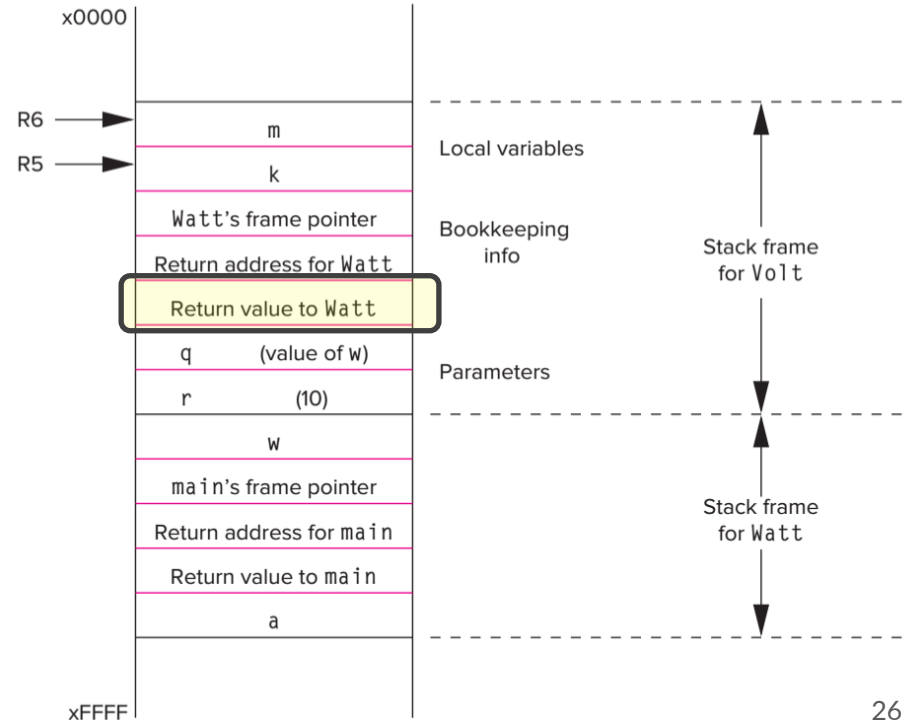 x0000
R6
m
Local variables
R5
k
Watt's frame pointer
Bookkeeping
info
Return address for Watt
Stack frame
for Volt
Return value to Watt
q (value of w)
Parameters
r (10)
w
main's frame pointer
Return address for main
Stack frame
for Watt
Return value to main
a
xFFFF
26